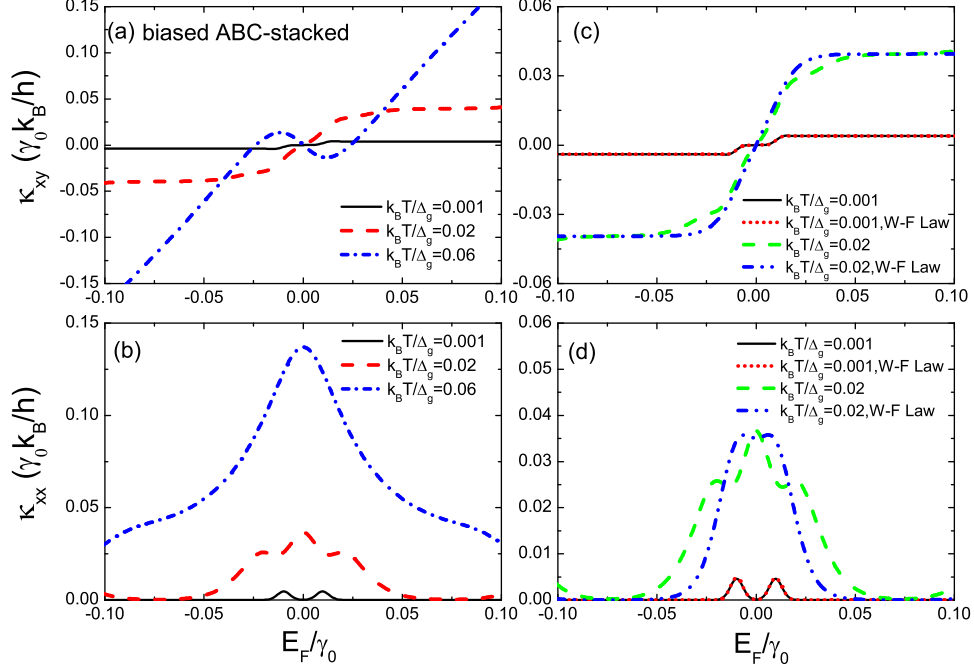 (a) biased ABC-stacked
κxy (γ0kB/h)
0.15
0.10
0.05
0.00
-0.05
-0.10
-0.15
kBT/Δg=0.001
kBT/Δg=0.02
kBT/Δg=0.06
-0.10 -0.05 0.00 0.05 0.10
(c)
0.06
0.03
0.00
-0.03
-0.06
kBT/Δg=0.001
kBT/Δg=0.001,W-F Law
kBT/Δg=0.02
kBT/Δg=0.02,W-F Law
-0.10 -0.05 0.00 0.05 0.10
(b)
κxx (γ0kB/h)
0.15
0.10
0.05
0.00
kBT/Δg=0.001
kBT/Δg=0.02
kBT/Δg=0.06
-0.10 -0.05 0.00 0.05 0.10
EF/γ0
(d)
0.06
0.05
0.04
0.03
0.02
0.01
0.00
kBT/Δg=0.001
kBT/Δg=0.001,W-F Law
kBT/Δg=0.02
kBT/Δg=0.02,W-F Law
-0.10 -0.05 0.00 0.05 0.10
EF/γ0